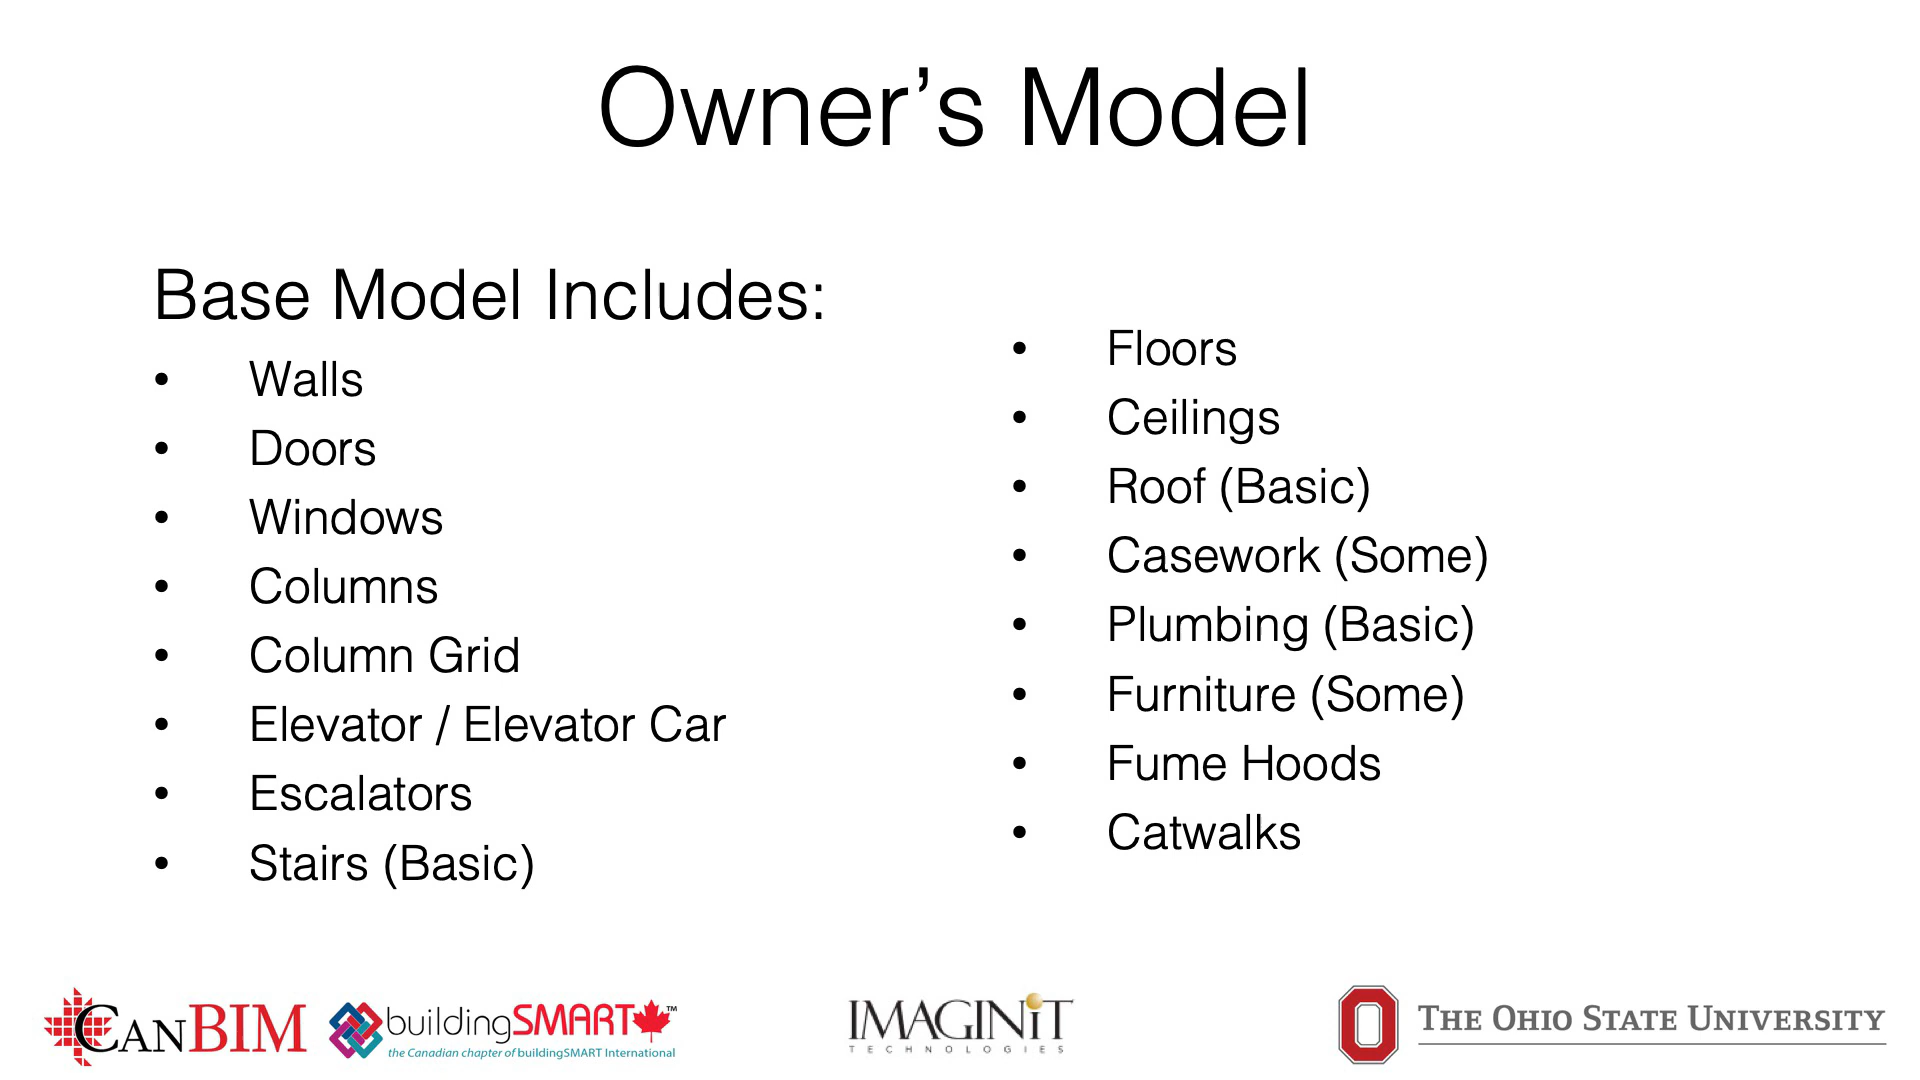 Owner’s Model
Base Model Includes:
• Walls
• Doors
• Windows
• Columns
• Column Grid
• Elevator / Elevator Car
• Escalators
• Stairs (Basic)
• Floors
• Ceilings
• Roof (Basic)
• Casework (Some)
• Plumbing (Basic)
• Furniture (Some)
• Fume Hoods
• Catwalks
CANBIM
buildingSMART™
the Canadian chapter of buildingSMART International
IMAGINiT
TECHNOLOGIES
THE OHIO STATE UNIVERSITY